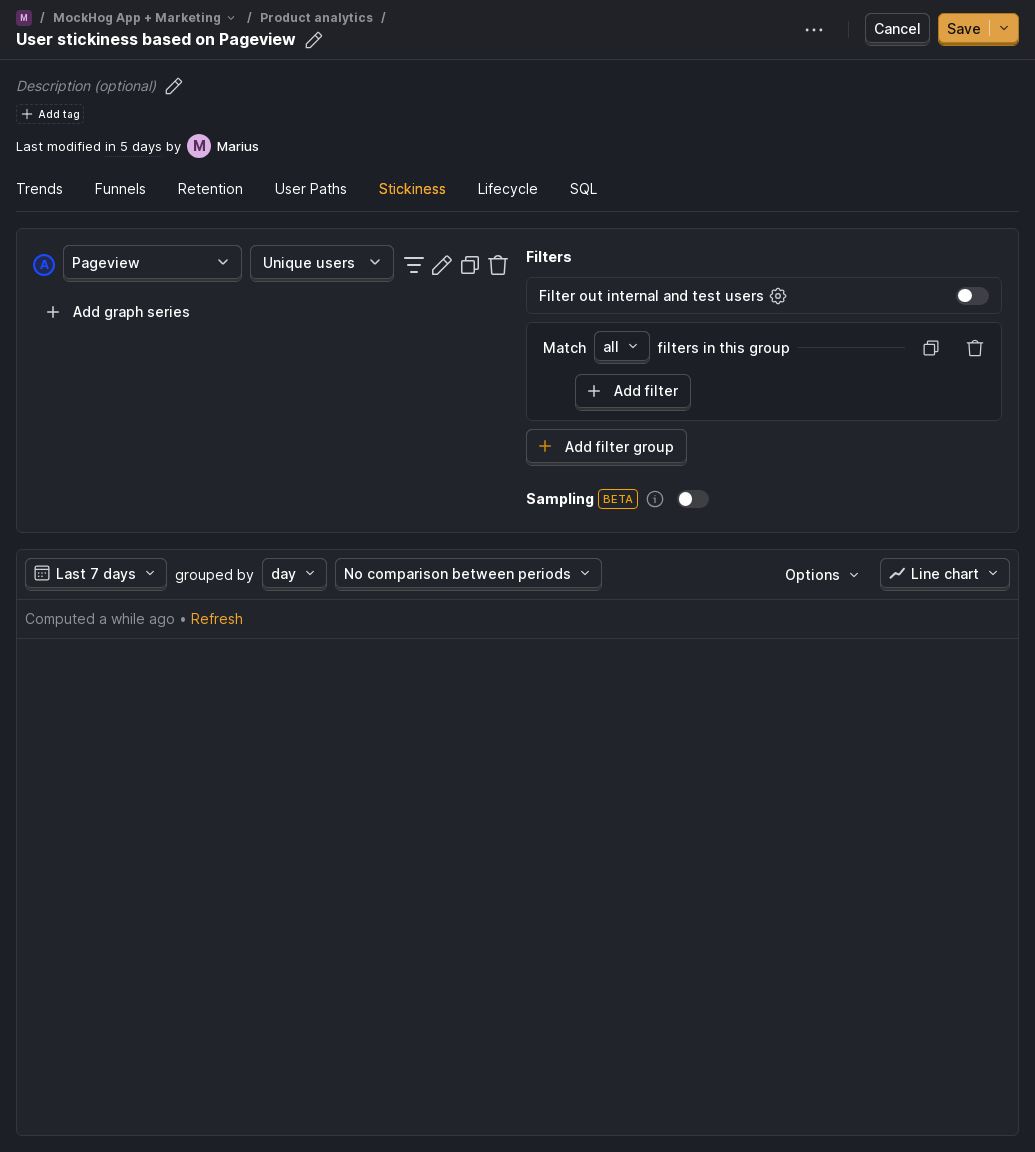 M / MockHog App + Marketing / Product analytics /
User stickiness based on Pageview
Cancel
Save
Description (optional)
Add tag
Last modified in 5 days by M Marius
Trends Funnels Retention User Paths Stickiness Lifecycle SQL
A Pageview Unique users
Add graph series
Filters
Filter out internal and test users
Match all filters in this group
Add filter
Add filter group
Sampling BETA
Last 7 days grouped by day No comparison between periods Options Line chart
Computed a while ago • Refresh